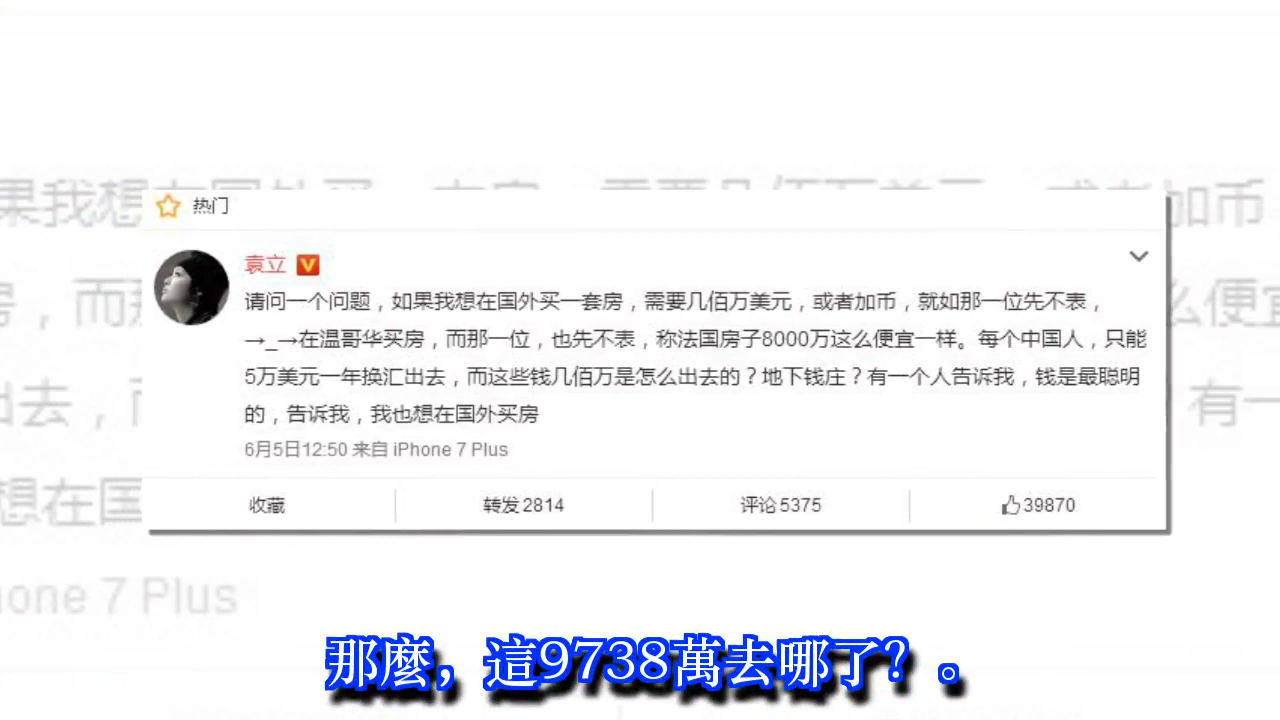 热门
袁立
请问一个问题，如果我想在国外买一套房，需要几佰万美元，或者加币，就如那一位先不表，
→_→在温哥华买房，而那一位，也先不表，称法国房子8000万这么便宜一样。每个中国人，只能
5万美元一年换汇出去，而这些钱几佰万是怎么出去的？地下钱庄？有一个人告诉我，钱是最聪明
的，告诉我，我也想在国外买房
6月5日12:50 来自 iPhone 7 Plus
收藏 转发2814 评论5375 39870
那麼，這9738萬去哪了？。